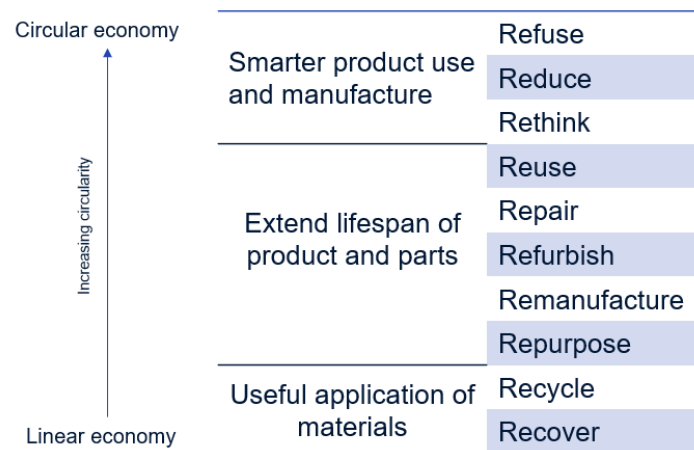 Circular economy
Increasing circularity
Linear economy
Smarter product use
and manufacture
Refuse
Reduce
Rethink
Extend lifespan of
product and parts
Reuse
Repair
Refurbish
Remanufacture
Repurpose
Useful application of
materials
Recycle
Recover